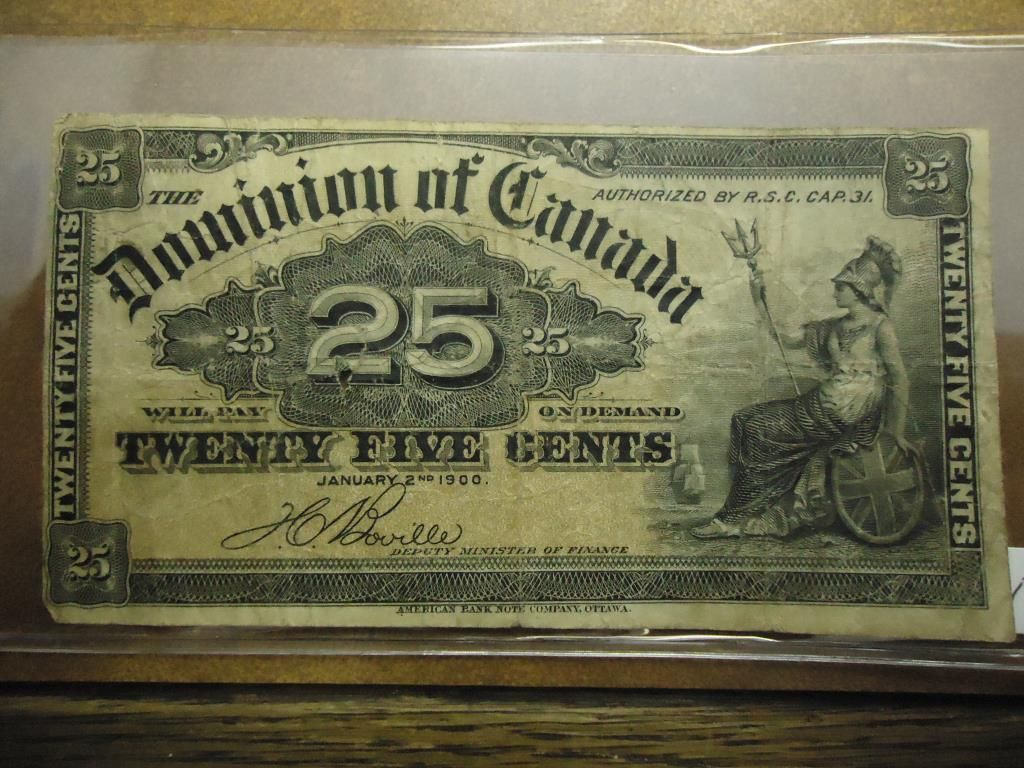 25
25
THE
Dominion of Canada
AUTHORIZED BY R.S.C. CAP. 31.
TWENTY FIVE CENTS
TWENTY FIVE CENTS
25
25
25
WILL PAY
ON DEMAND
TWENTY FIVE CENTS
JANUARY 2ND 1900.
H C Boville
DEPUTY MINISTER OF FINANCE
25
AMERICAN BANK NOTE COMPANY, OTTAWA.